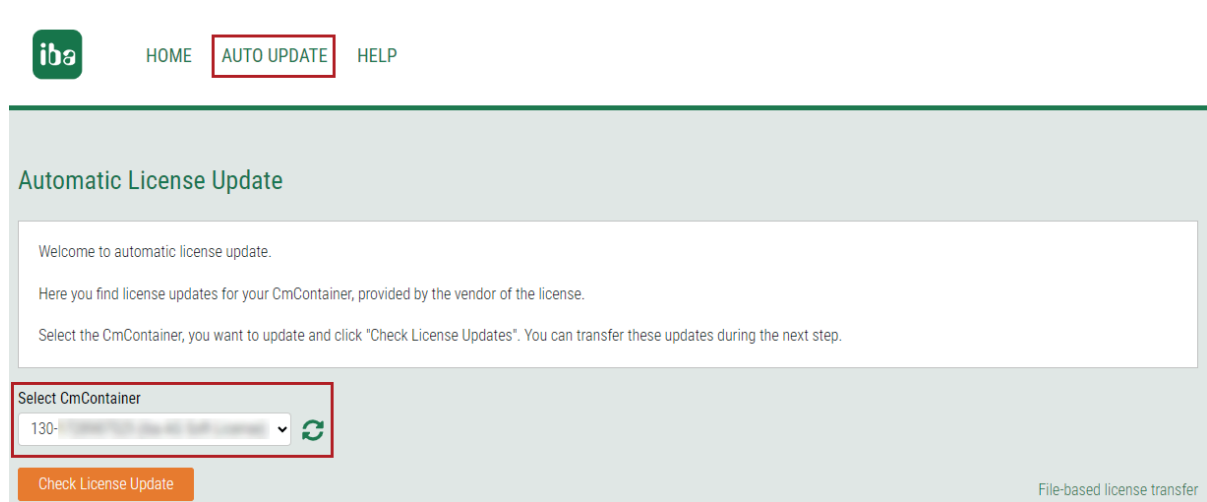 iba
HOME AUTO UPDATE HELP
Automatic License Update
Welcome to automatic license update.
Here you find license updates for your CmContainer, provided by the vendor of the license.
Select the CmContainer, you want to update and click "Check License Updates". You can transfer these updates during the next step.
Select CmContainer
130-
Check License Update
File-based license transfer